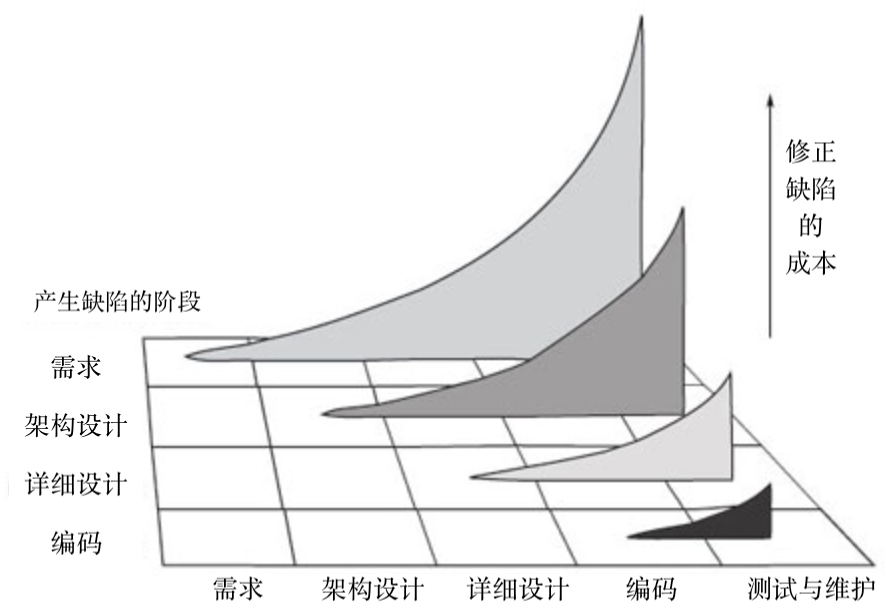 修正
缺陷
的
成本
产生缺陷的阶段
需求
架构设计
详细设计
编码
需求 架构设计 详细设计 编码 测试与维护